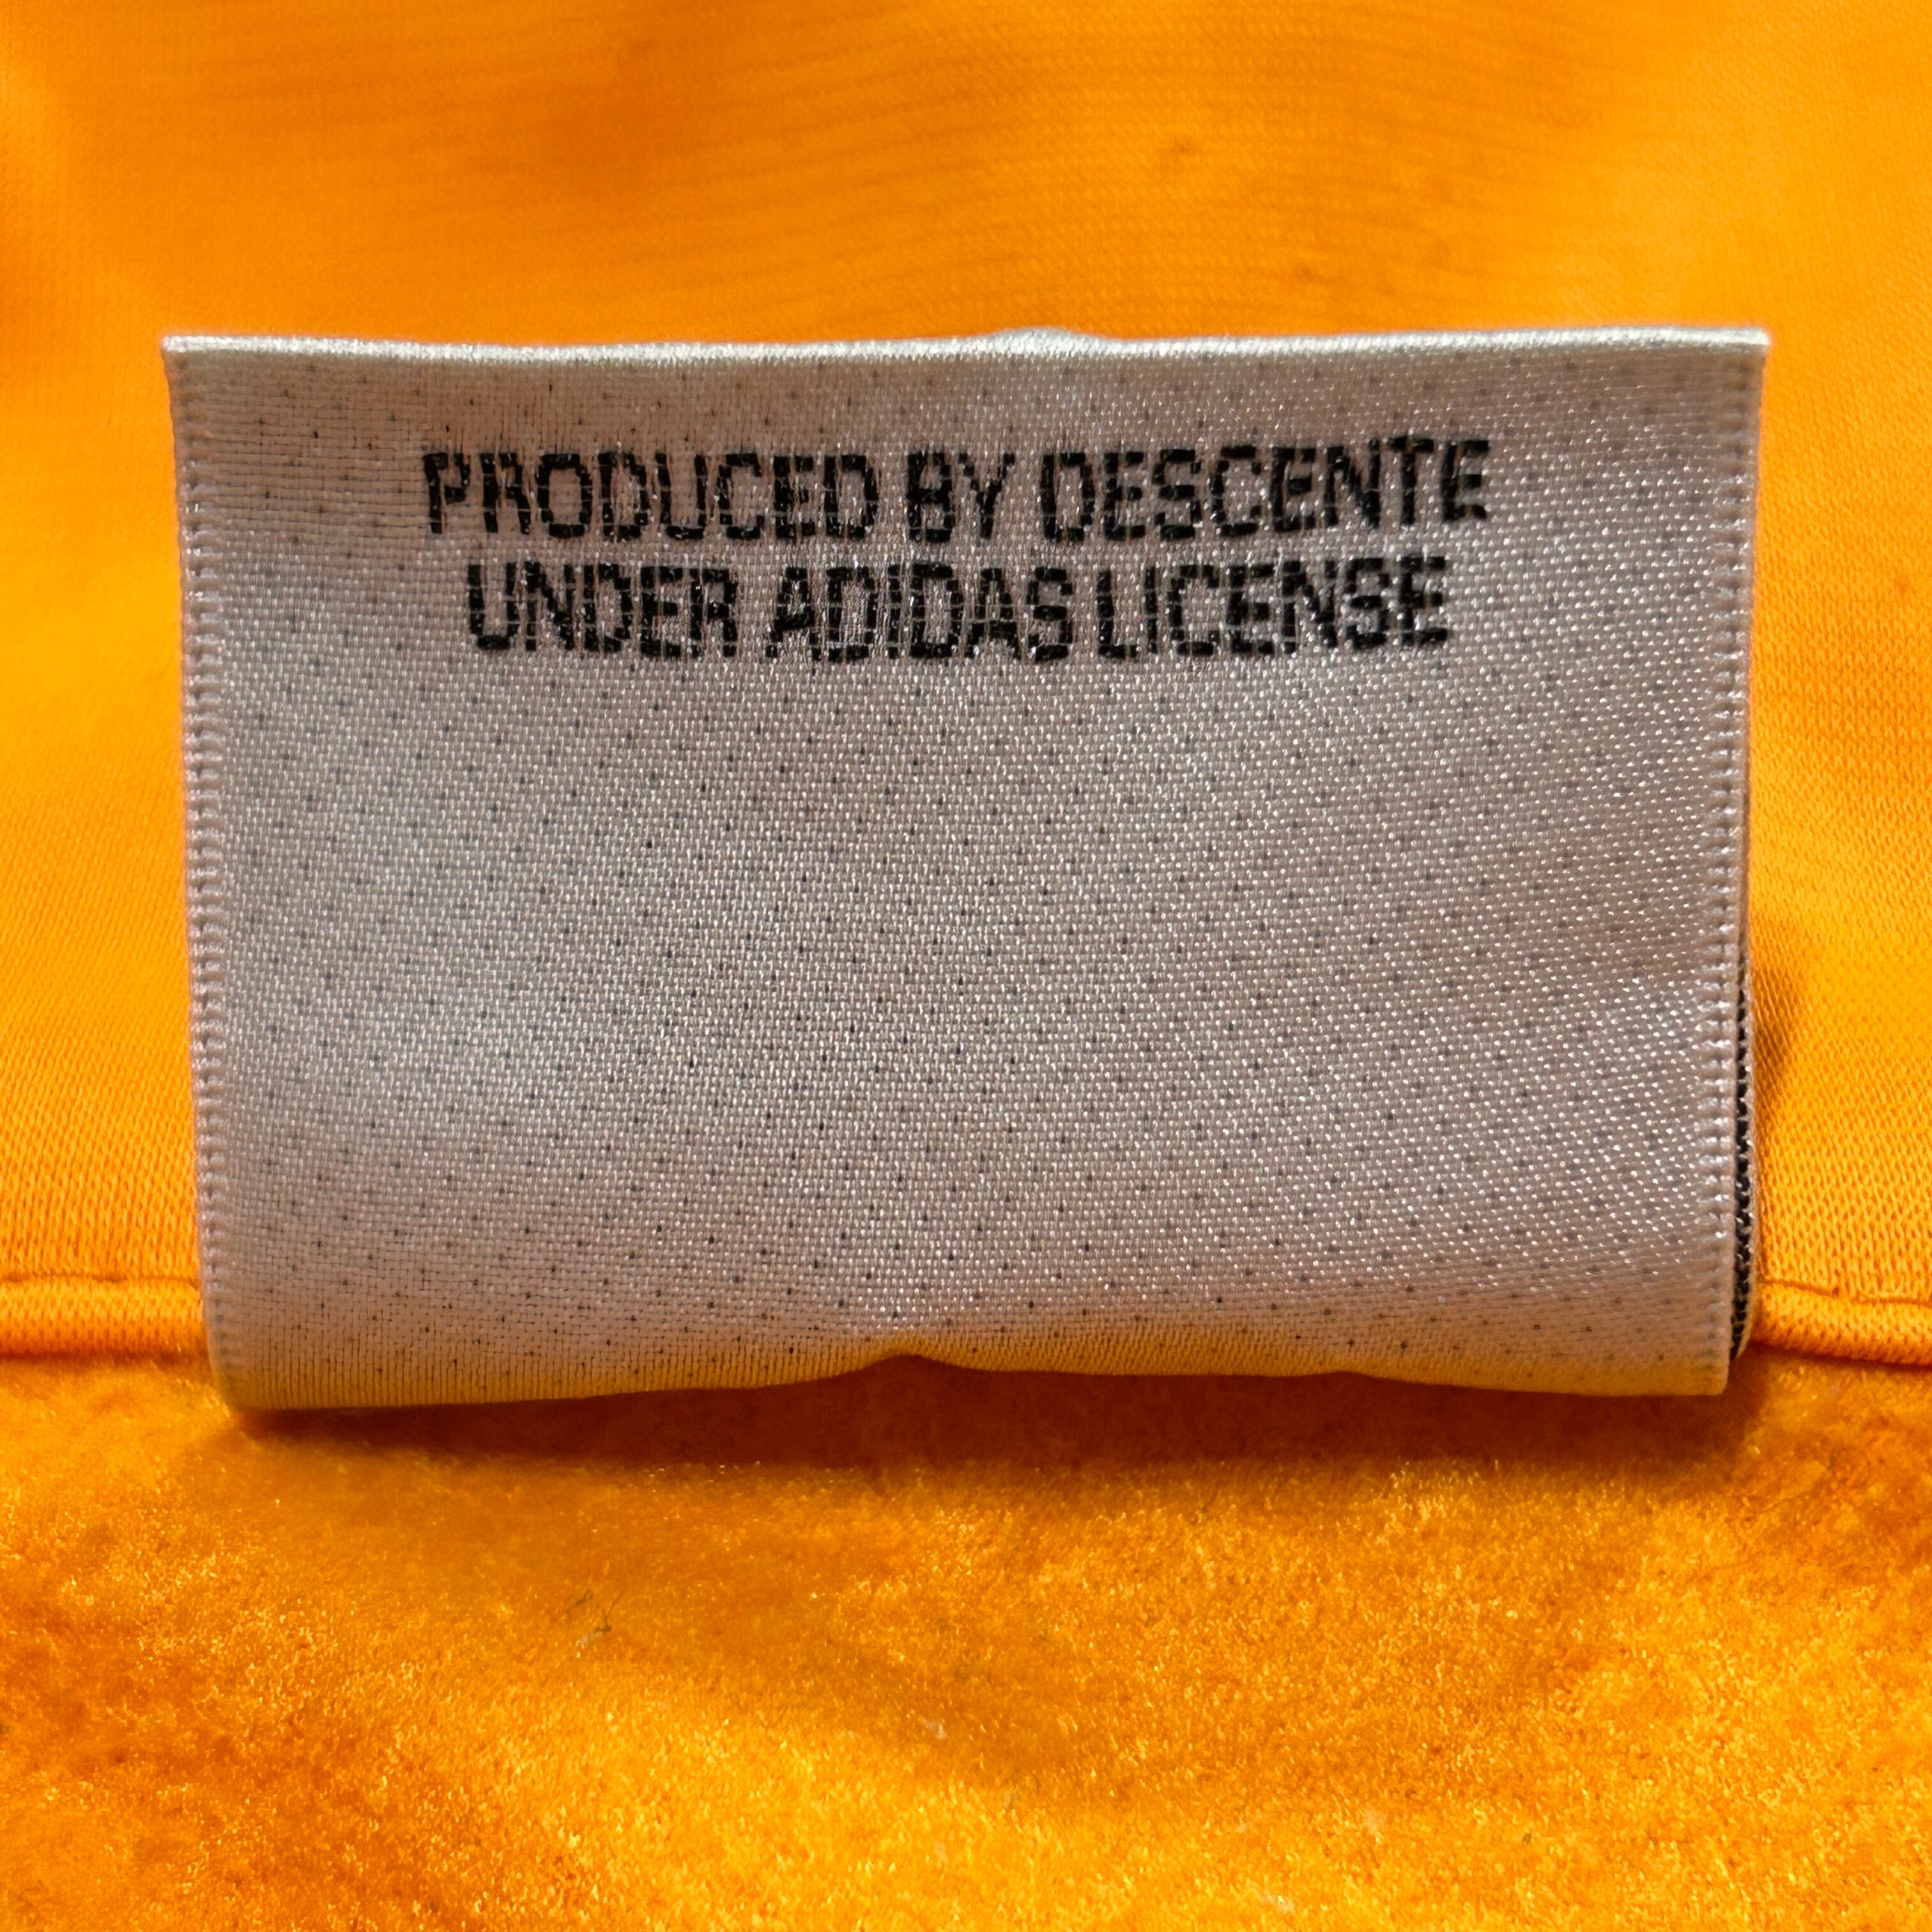 PRODUCED BY DESCENTE
UNDER ADIDAS LICENSE